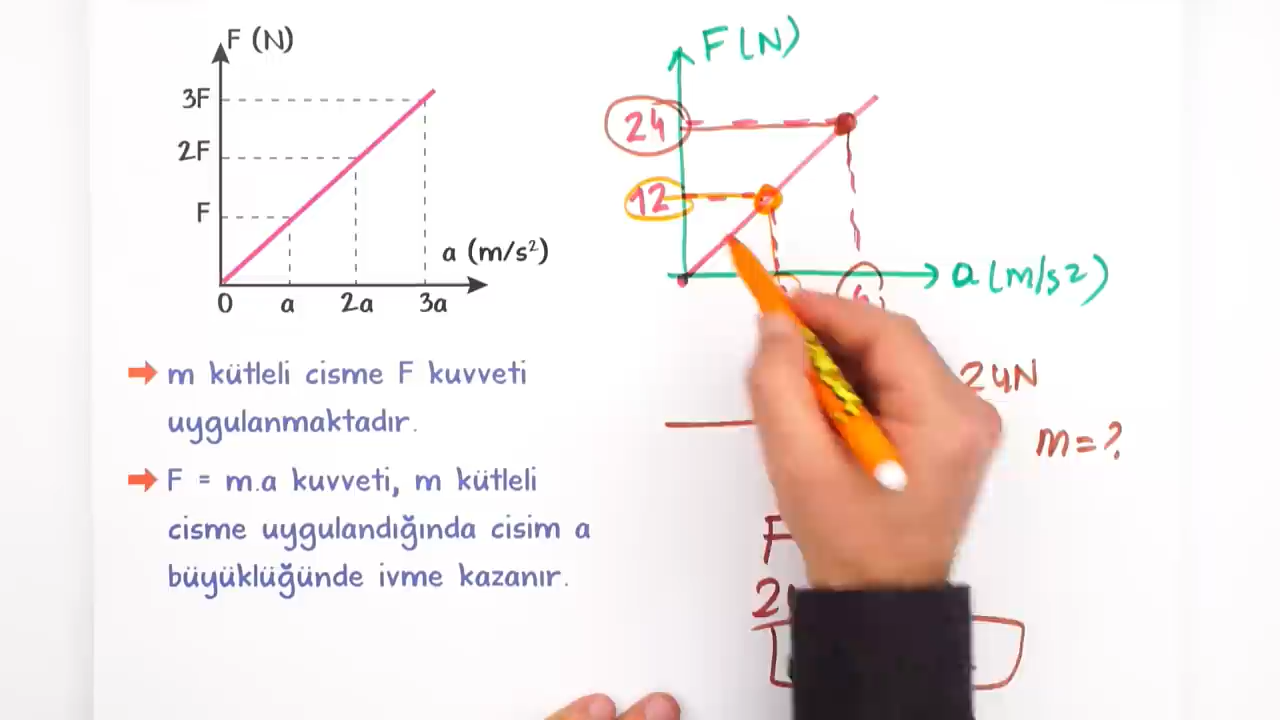 F (N)
3F
2F
F
a (m/s²)
0 a 2a 3a
➡ m kütleli cisme F kuvveti
uygulanmaktadır.
➡ F = m.a kuvveti, m kütleli
cisme uygulandığında cisim a
büyüklüğünde ivme kazanır.
F(N)
24
12
a(m/s2)
24N
m=?
F